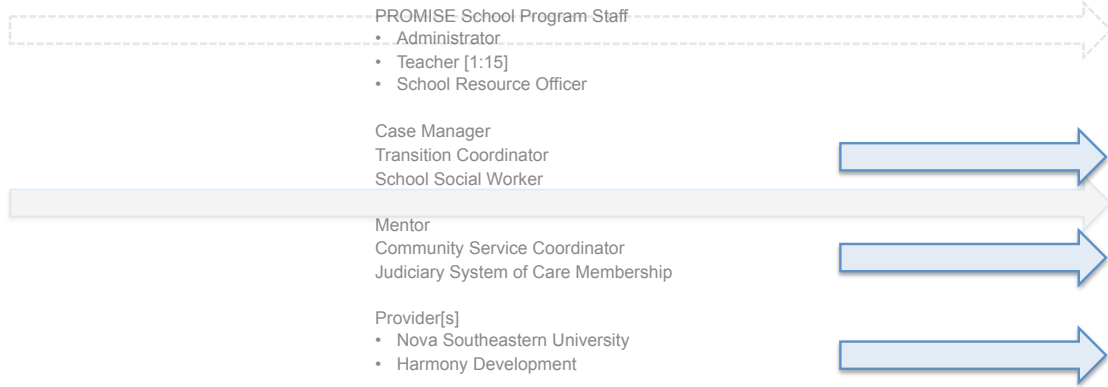 PROMISE School Program Staff
• Administrator
• Teacher [1:15]
• School Resource Officer
Case Manager
Transition Coordinator
School Social Worker
Mentor
Community Service Coordinator
Judiciary System of Care Membership
Provider[s]
• Nova Southeastern University
• Harmony Development